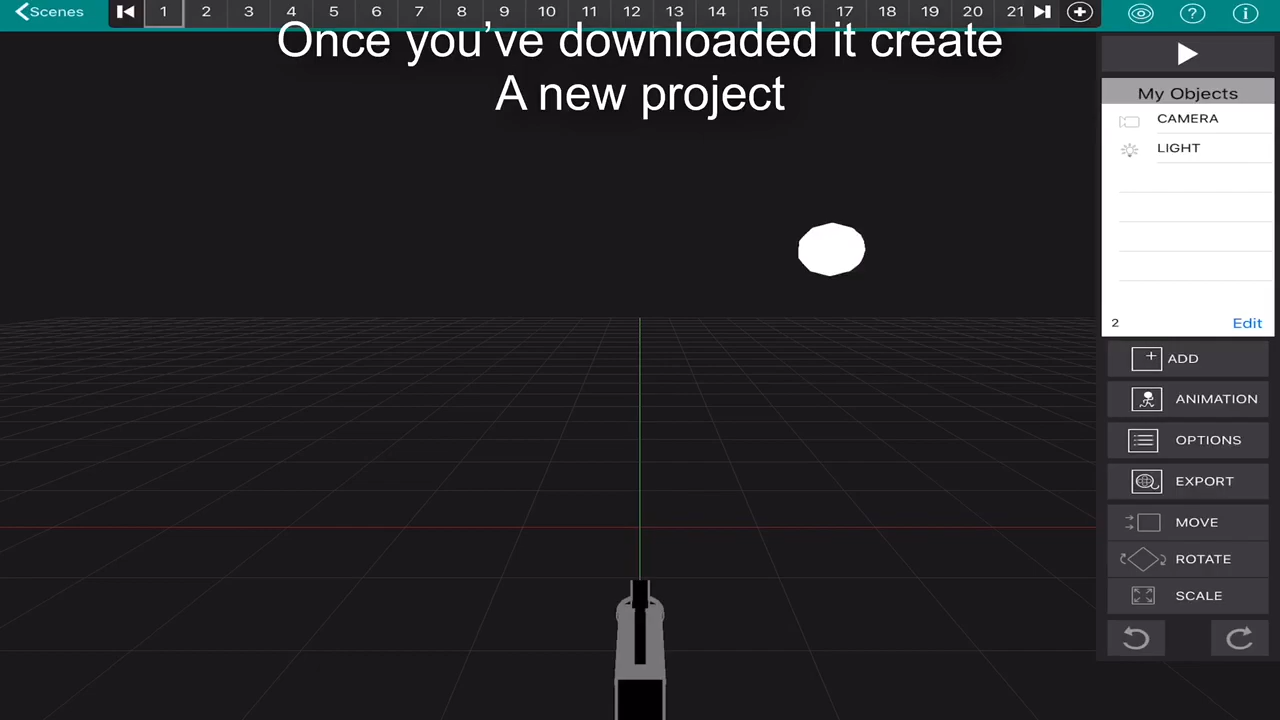 Scenes 1 2 3 4 5 6 7 8 9 10 11 12 13 14 15 16 17 18 19 20 21
Once you’ve downloaded it create
A new project
My Objects
CAMERA
LIGHT
2 Edit
ADD
ANIMATION
OPTIONS
EXPORT
MOVE
ROTATE
SCALE